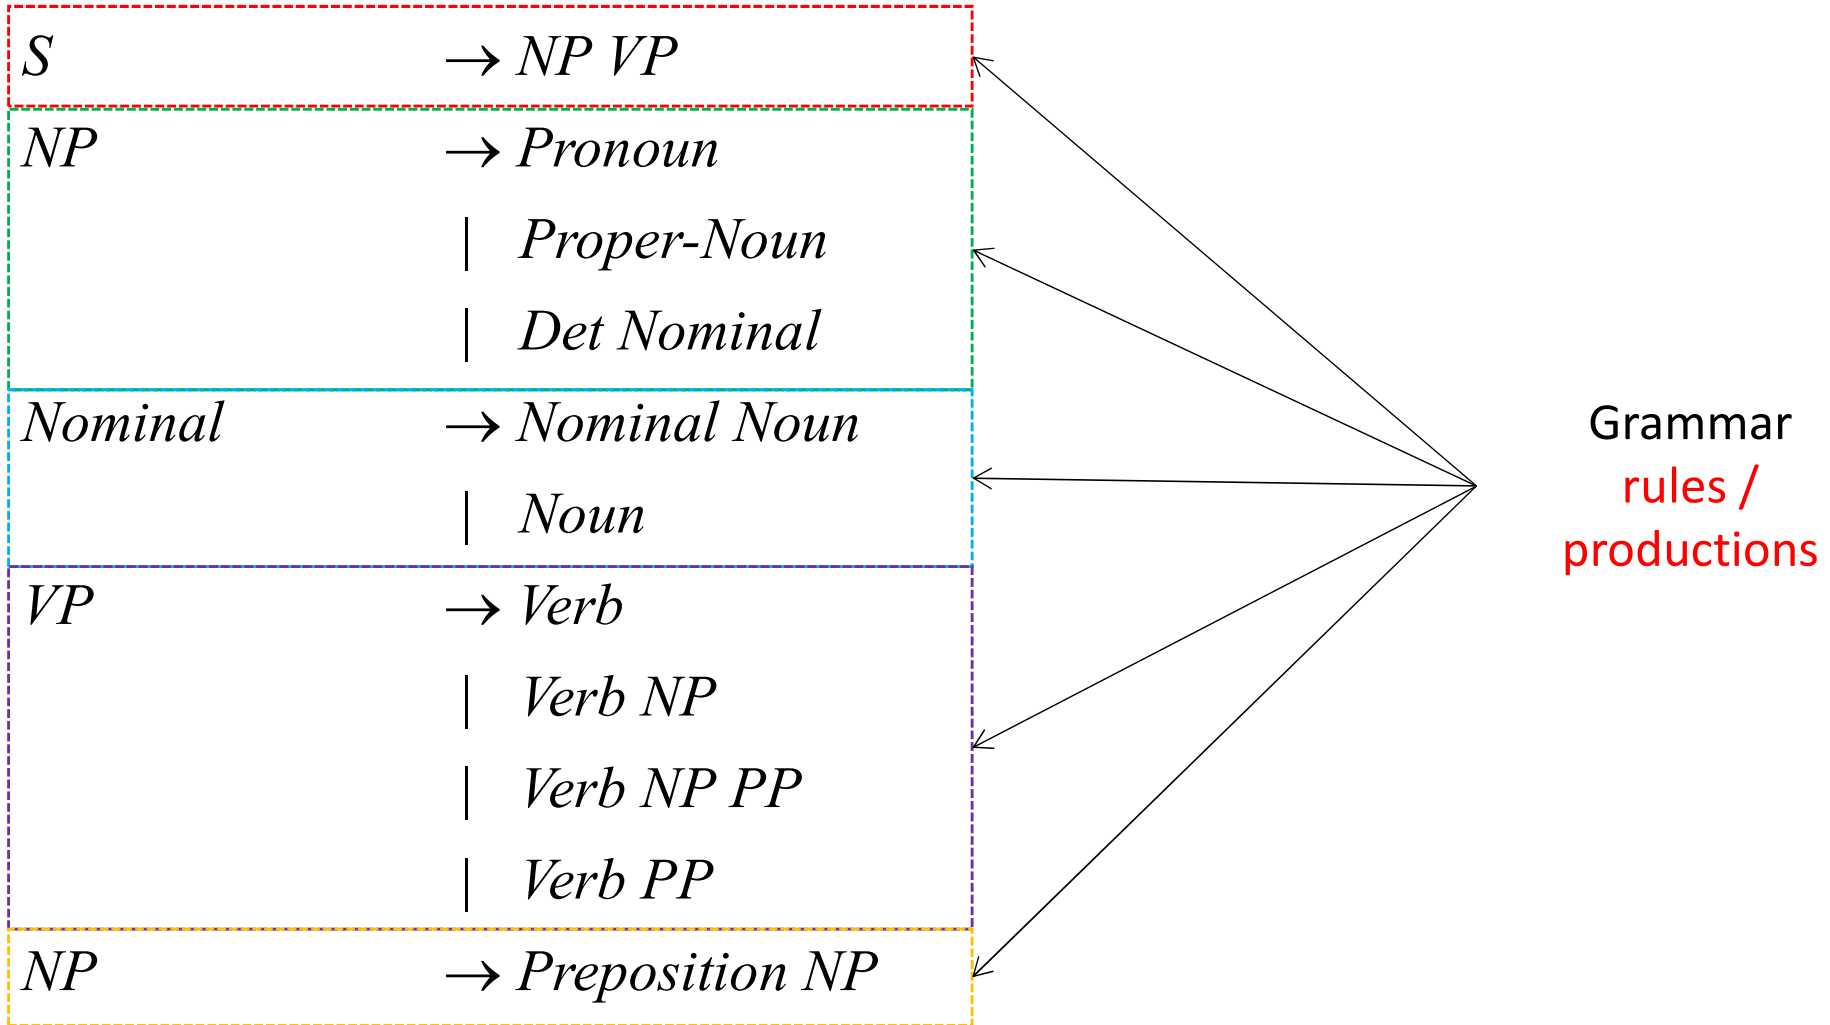 S → NP VP
NP → Pronoun
| Proper-Noun
| Det Nominal
Nominal → Nominal Noun
| Noun
VP → Verb
| Verb NP
| Verb NP PP
| Verb PP
NP → Preposition NP
Grammar
rules /
productions